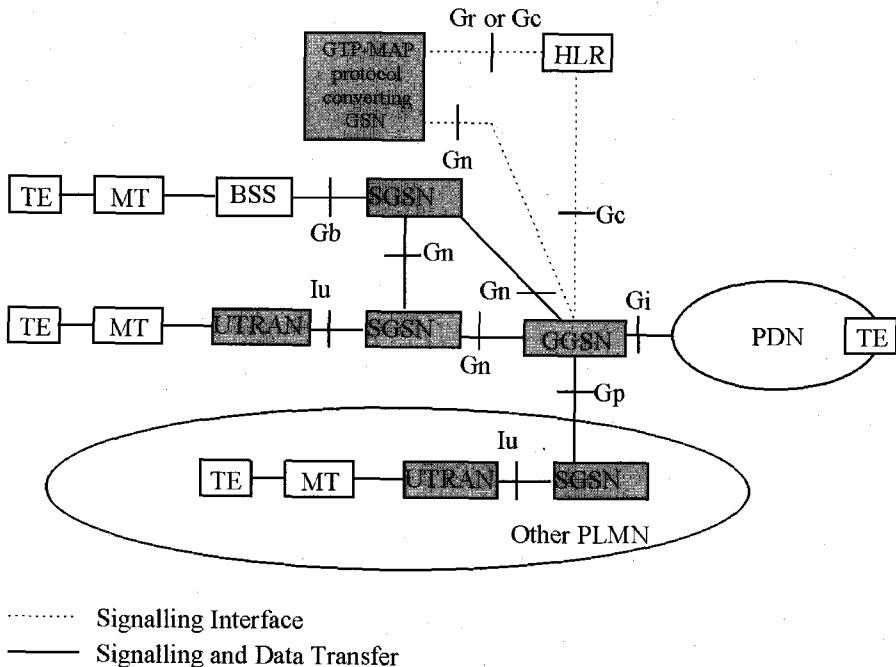 Gr or Gc
GTP-MAP
protocol
converting
GSN
HLR
Gn
TE
MT
BSS
SGSN
Gb
Gc
Gn
Gn
Iu
Gi
TE
MT
UTRAN
SGSN
Gn
GGSN
PDN
TE
Gp
Iu
TE
MT
UTRAN
SGSN
Other PLMN
Signalling Interface
Signalling and Data Transfer